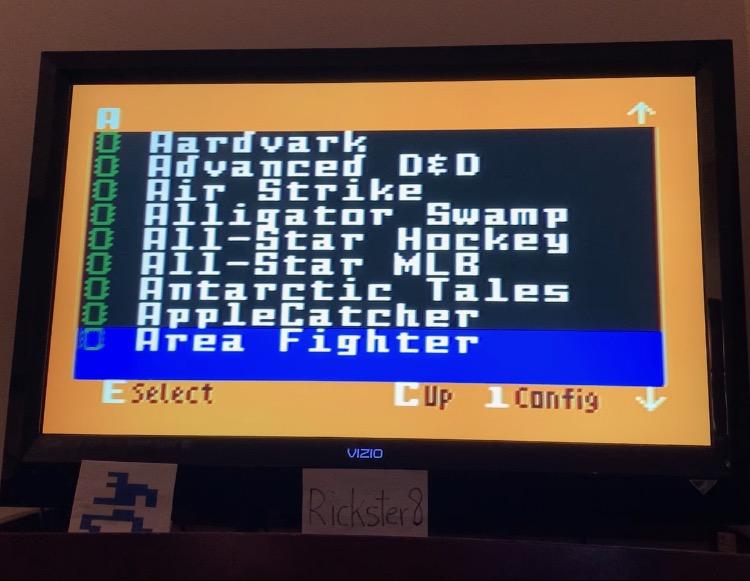 A
Aardvark
Advanced D&D
Air Strike
Alligator Swamp
All-Star Hockey
All-Star MLB
Antarctic Tales
AppleCatcher
Area Fighter
E Select C Up 1 Config
VIZIO
Rickster8